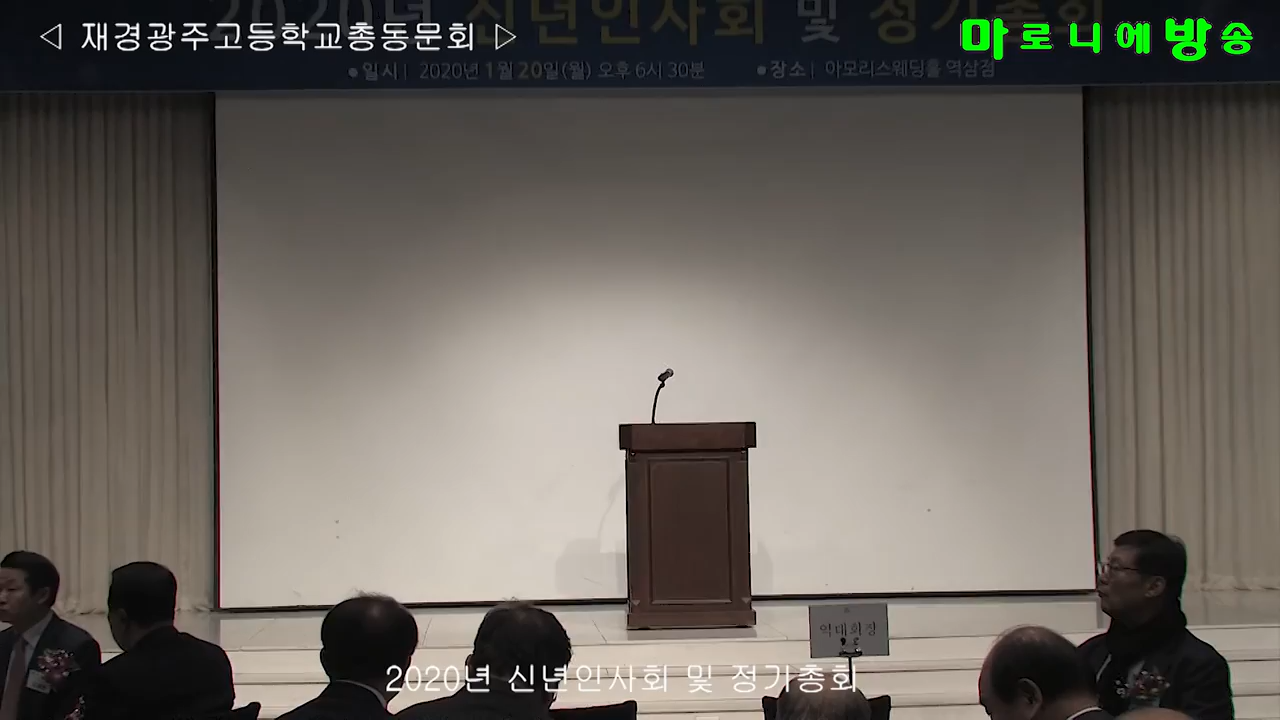 2020년 신년인사회 및 정기총회
◁ 재경광주고등학교총동문회 ▷
마로니에방송
●일시| 2020년 1월 20일(월) 오후 6시 30분 ●장소| 아모리스웨딩홀 역삼점
역대회장
2020년 신년인사회 및 정기총회